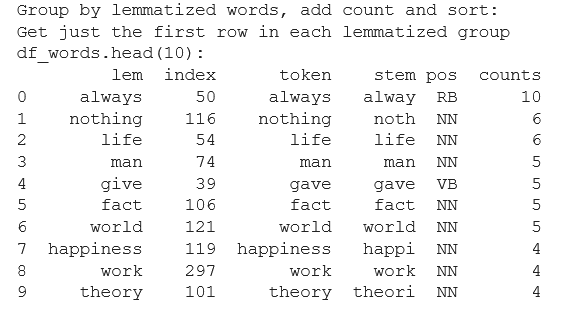 Group by lemmatized words, add count and sort:
Get just the first row in each lemmatized group
df_words.head(10):
lem index token stem pos counts
0 always 50 always alway RB 10
1 nothing 116 nothing noth NN 6
2 life 54 life life NN 6
3 man 74 man man NN 5
4 give 39 gave gave VB 5
5 fact 106 fact fact NN 5
6 world 121 world world NN 5
7 happiness 119 happiness happi NN 4
8 work 297 work work NN 4
9 theory 101 theory theori NN 4